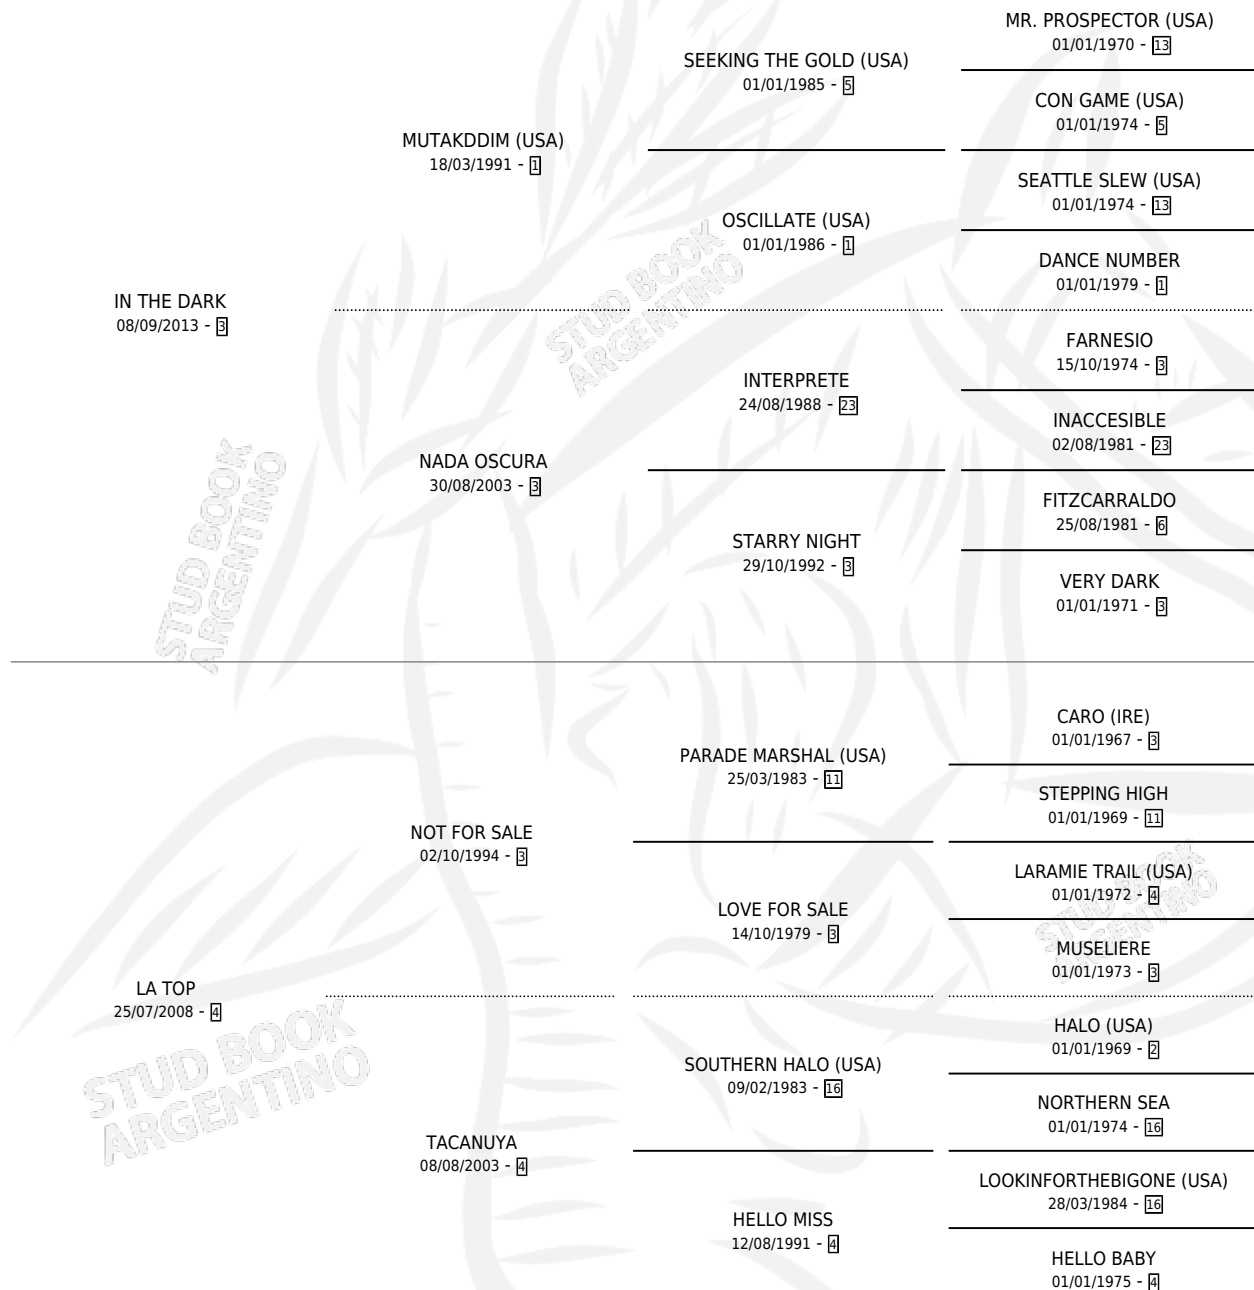 MR. PROSPECTOR (USA)
01/01/1970 - 13
SEEKING THE GOLD (USA)
01/01/1985 - 5
CON GAME (USA)
01/01/1974 - 5
MUTAKDDIM (USA)
18/03/1991 - 1
SEATTLE SLEW (USA)
01/01/1974 - 13
OSCILLATE (USA)
01/01/1986 - 1
DANCE NUMBER
01/01/1979 - 1
STUD BOOK
ARGENTINO
IN THE DARK
08/09/2013 - 3
FARNESIO
15/10/1974 - 3
INTERPRETE
24/08/1988 - 23
INACCESIBLE
02/08/1981 - 23
NADA OSCURA
30/08/2003 - 3
FITZCARRALDO
25/08/1981 - 6
STARRY NIGHT
29/10/1992 - 3
VERY DARK
01/01/1971 - 3
STUD BOOK
ARGENTINO
CARO (IRE)
01/01/1967 - 3
PARADE MARSHAL (USA)
25/03/1983 - 11
STEPPING HIGH
01/01/1969 - 11
NOT FOR SALE
02/10/1994 - 3
LARAMIE TRAIL (USA)
01/01/1972 - 4
LOVE FOR SALE
14/10/1979 - 3
MUSELIERE
01/01/1973 - 3
STUD BOOK
ARGENTINO
LA TOP
25/07/2008 - 4
HALO (USA)
01/01/1969 - 2
SOUTHERN HALO (USA)
09/02/1983 - 16
NORTHERN SEA
01/01/1974 - 16
STUD BOOK
ARGENTINO
TACANUYA
08/08/2003 - 4
LOOKINFORTHEBIGONE (USA)
28/03/1984 - 16
HELLO MISS
12/08/1991 - 4
HELLO BABY
01/01/1975 - 4